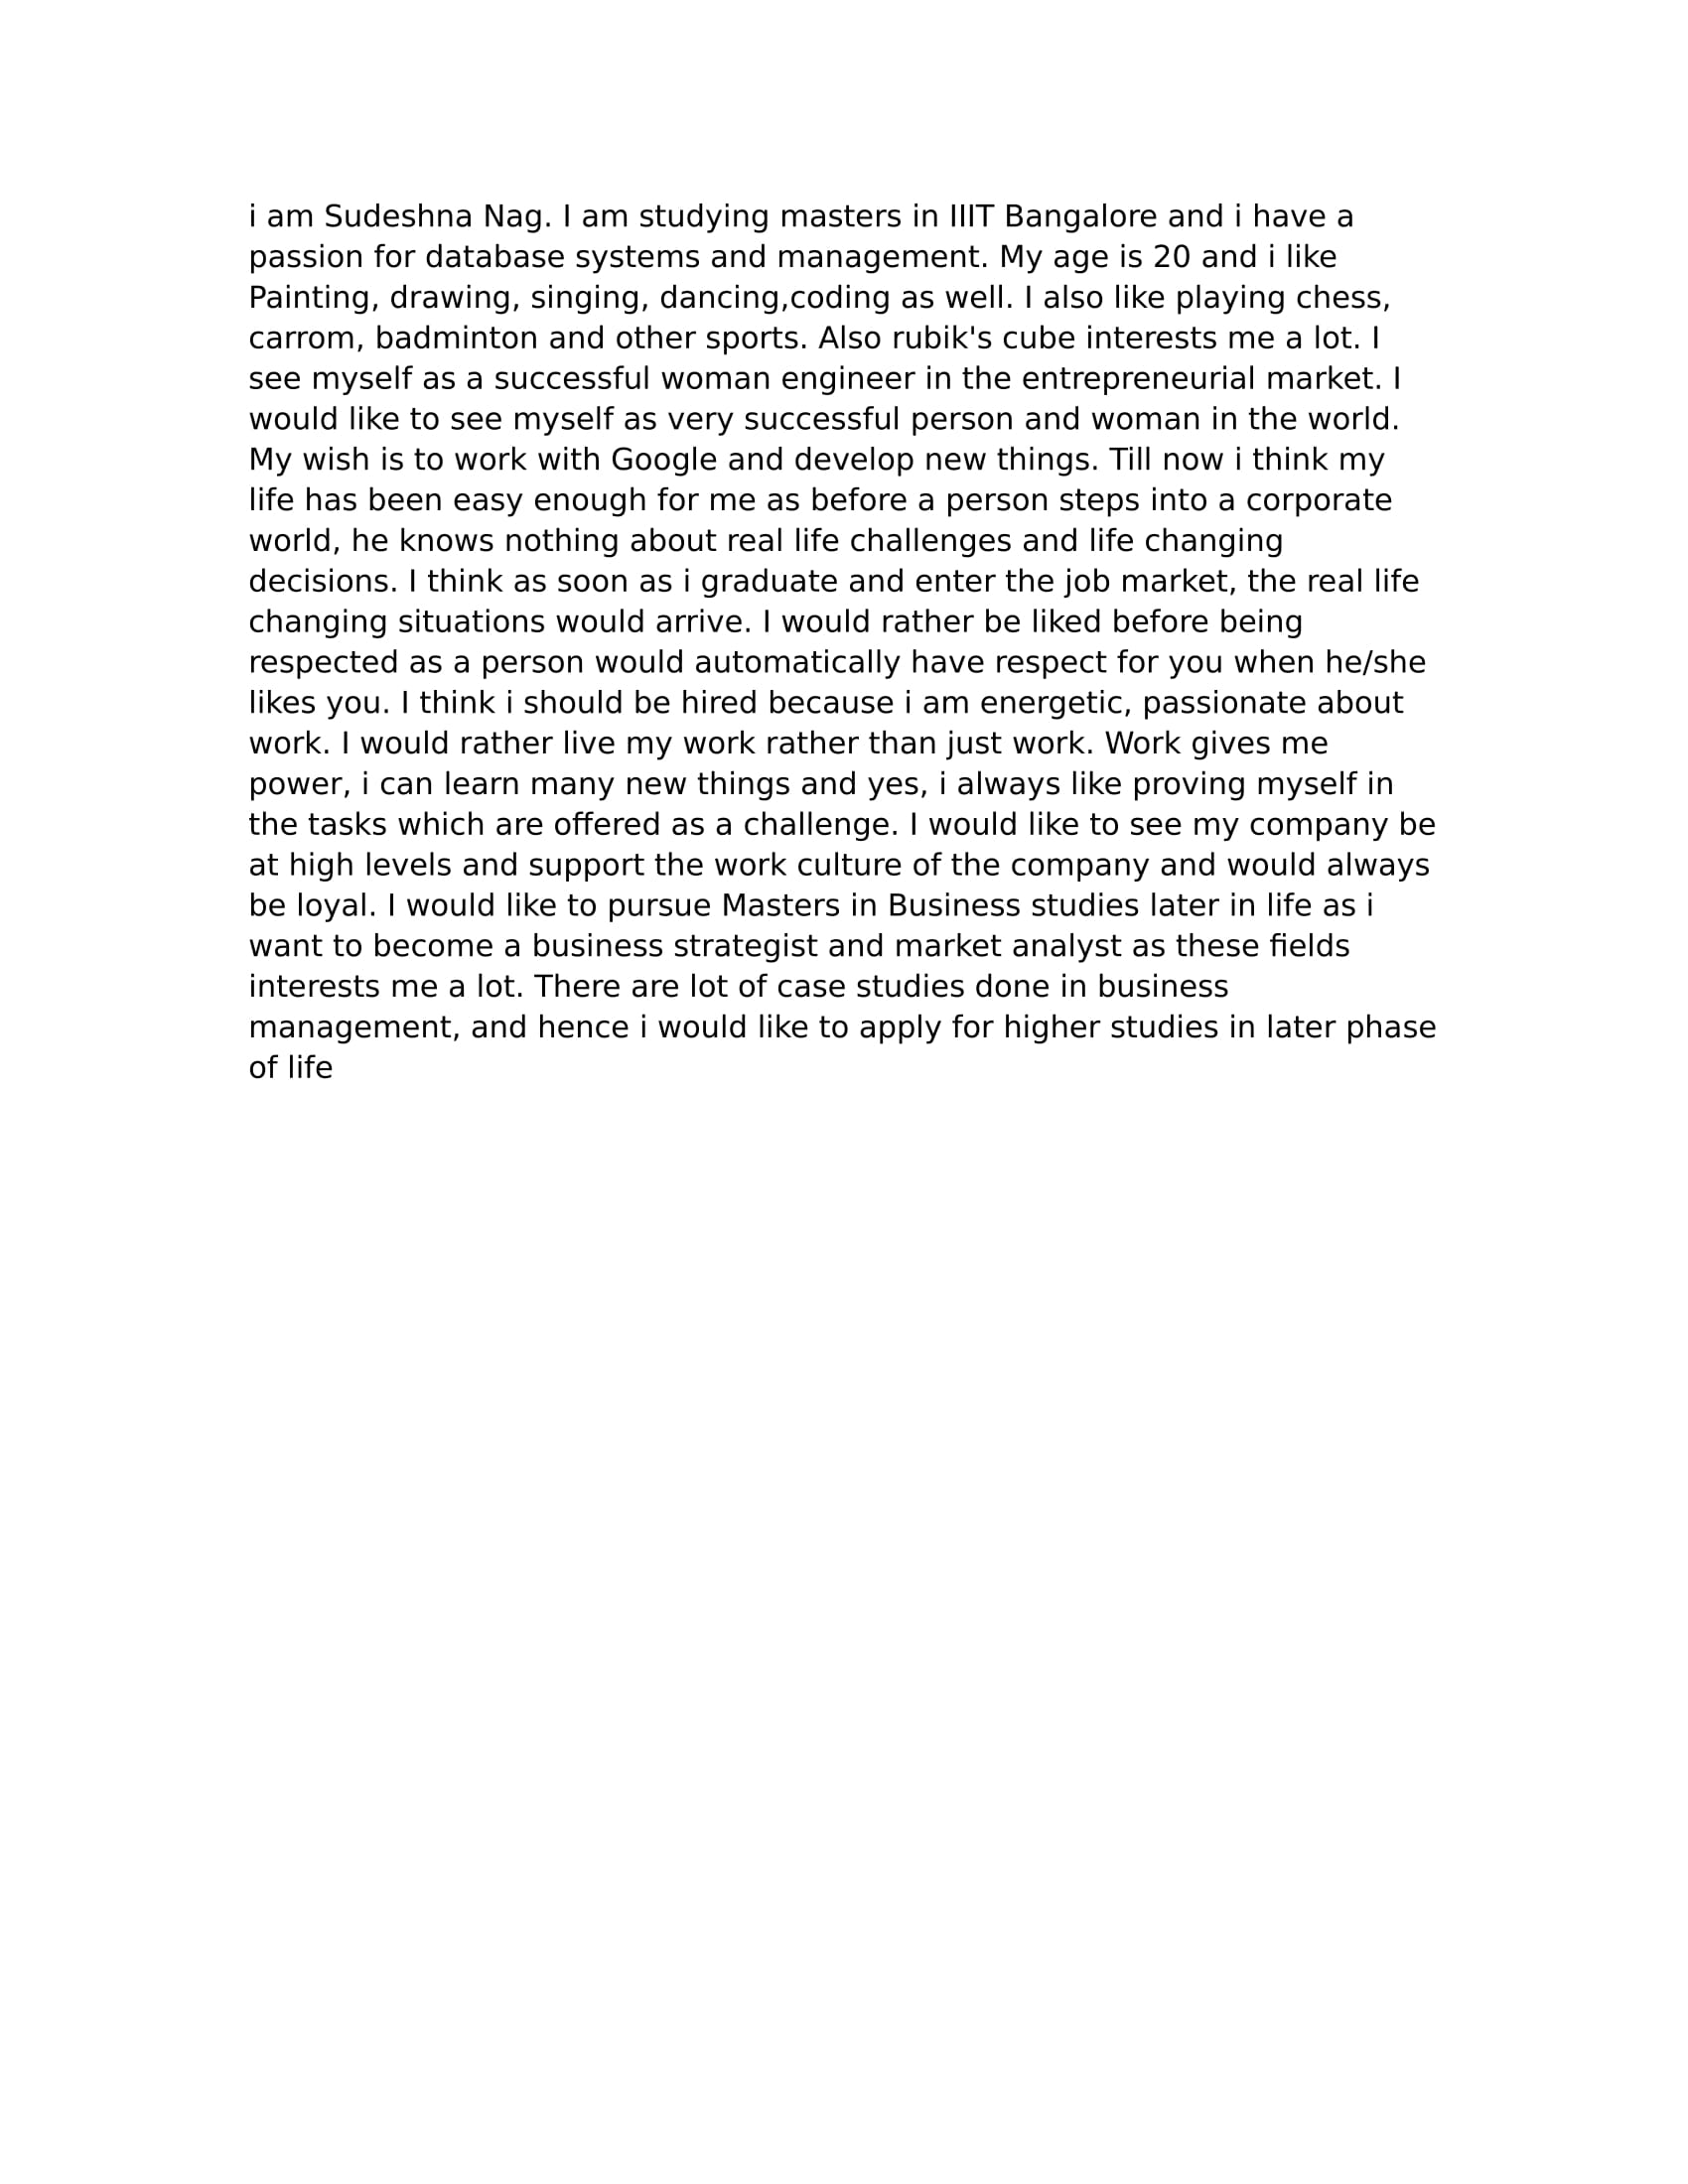 i am Sudeshna Nag. I am studying masters in IIIT Bangalore and i have a
passion for database systems and management. My age is 20 and i like
Painting, drawing, singing, dancing,coding as well. I also like playing chess,
carrom, badminton and other sports. Also rubik's cube interests me a lot. I
see myself as a successful woman engineer in the entrepreneurial market. I
would like to see myself as very successful person and woman in the world.
My wish is to work with Google and develop new things. Till now i think my
life has been easy enough for me as before a person steps into a corporate
world, he knows nothing about real life challenges and life changing
decisions. I think as soon as i graduate and enter the job market, the real life
changing situations would arrive. I would rather be liked before being
respected as a person would automatically have respect for you when he/she
likes you. I think i should be hired because i am energetic, passionate about
work. I would rather live my work rather than just work. Work gives me
power, i can learn many new things and yes, i always like proving myself in
the tasks which are offered as a challenge. I would like to see my company be
at high levels and support the work culture of the company and would always
be loyal. I would like to pursue Masters in Business studies later in life as i
want to become a business strategist and market analyst as these fields
interests me a lot. There are lot of case studies done in business
management, and hence i would like to apply for higher studies in later phase
of life